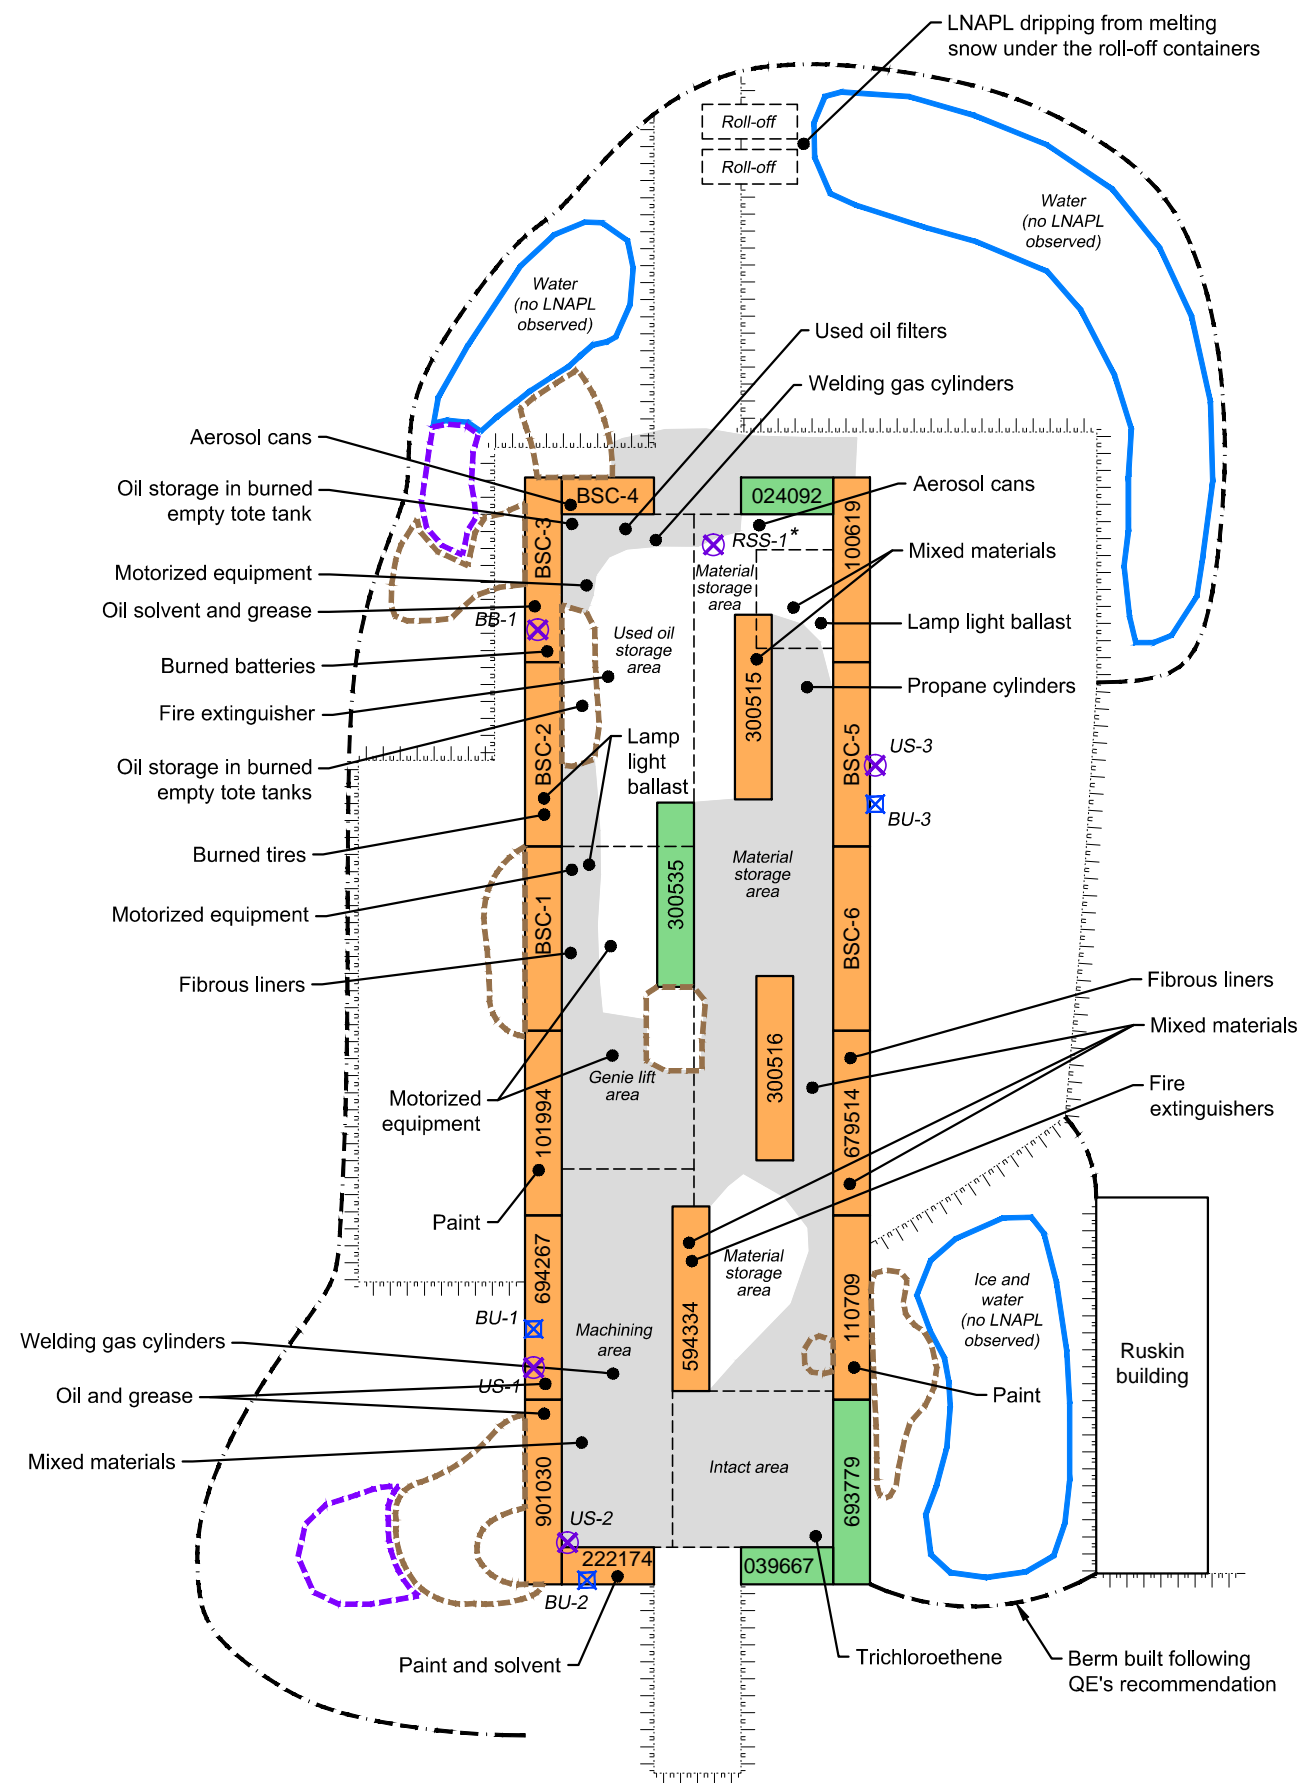 LNAPL dripping from melting
snow under the roll-off containers
Roll-off
Roll-off
Water
(no LNAPL
observed)
Water
(no LNAPL
observed)
Used oil filters
Welding gas cylinders
Aerosol cans
Oil storage in burned
empty tote tank
Motorized equipment
Oil solvent and grease
BB-1
Burned batteries
Fire extinguisher
Oil storage in burned
empty tote tanks
Burned tires
Motorized equipment
Fibrous liners
Motorized
equipment
Paint
BU-1
Welding gas cylinders
US-1
Oil and grease
Mixed materials
BSC-4
BSC-3
BSC-2
BSC-1
101994
694267
901030
222174
US-2
BU-2
Paint and solvent
024092
100619
Aerosol cans
RSS-1*
Mixed materials
Material
storage
area
Lamp light ballast
Used oil
storage
area
300515
Propane cylinders
Lamp
light
ballast
BSC-5
US-3
BU-3
300535
Material
storage
area
BSC-6
Fibrous liners
Mixed materials
300516
Genie lift
area
679514
Fire
extinguishers
Material
storage
area
594334
110709
Machining
area
Ice and
water
(no LNAPL
observed)
Ruskin
building
Paint
Intact area
693779
039667
Trichloroethene
Berm built following
QE's recommendation